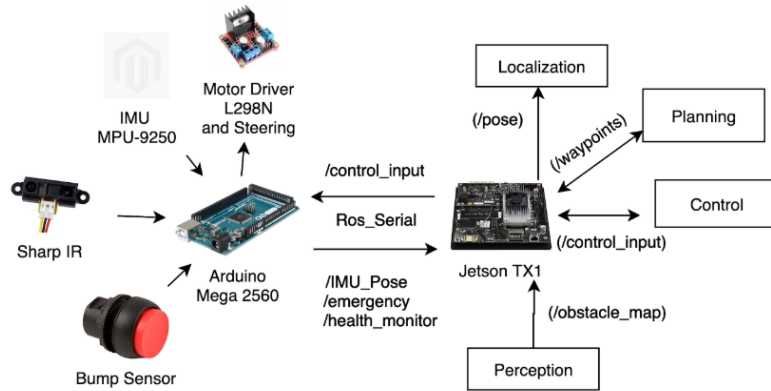 IMU
MPU-9250
Motor Driver
L298N
and Steering
Sharp IR
Bump Sensor
Arduino
Mega 2560
/control_input
Ros_Serial
/IMU_Pose
/emergency
/health_monitor
Jetson TX1
Localization
(/pose)
(/waypoints)
Planning
Control
(/control_input)
(/obstacle_map)
Perception